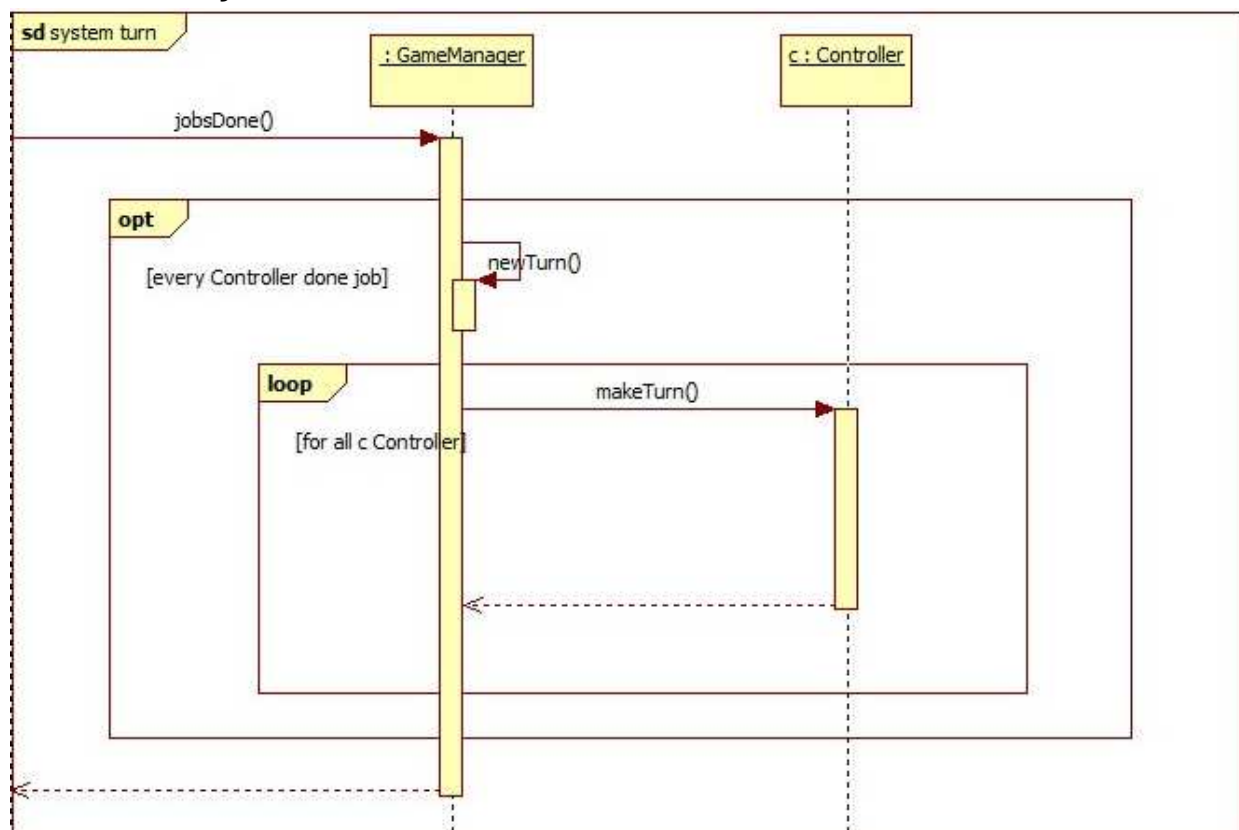 sd system turn
: GameManager
c : Controller
jobsDone()
opt
newTurn()
[every Controller done job]
loop
makeTurn()
[for all c Controller]